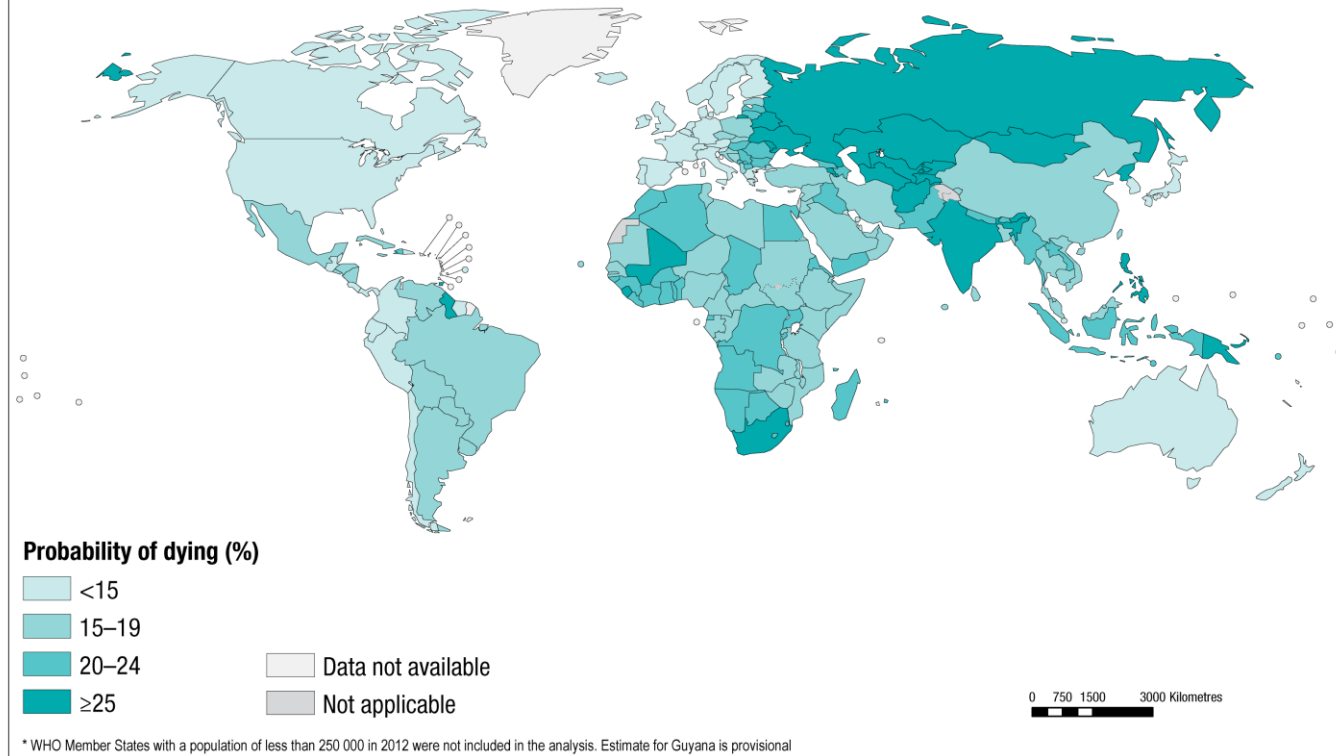 Probability of dying (%)
<15
15–19
20–24
≥25
Data not available
Not applicable
0 750 1500 3000 Kilometres
* WHO Member States with a population of less than 250 000 in 2012 were not included in the analysis. Estimate for Guyana is provisional